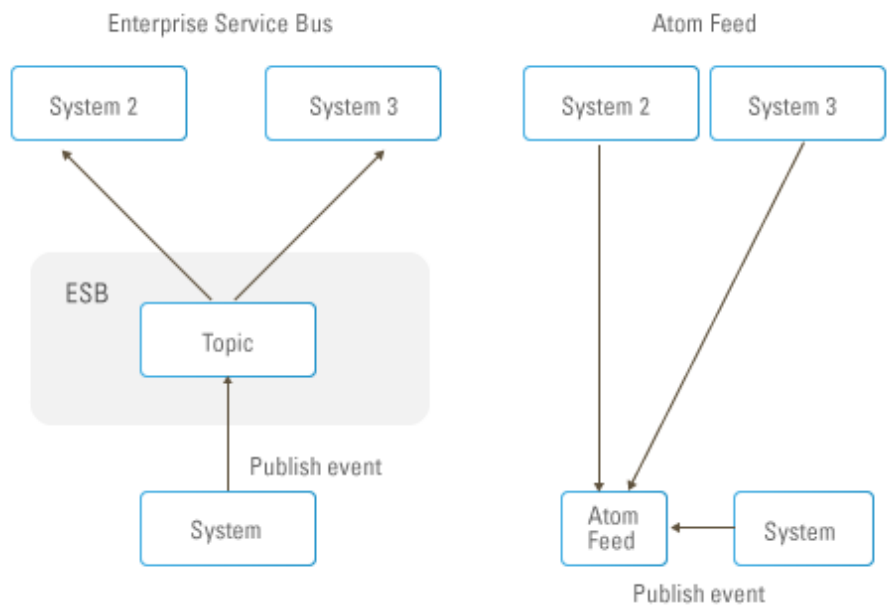 Enterprise Service Bus
System 2
System 3
ESB
Topic
Publish event
System
Atom Feed
System 2
System 3
Atom
Feed
System
Publish event